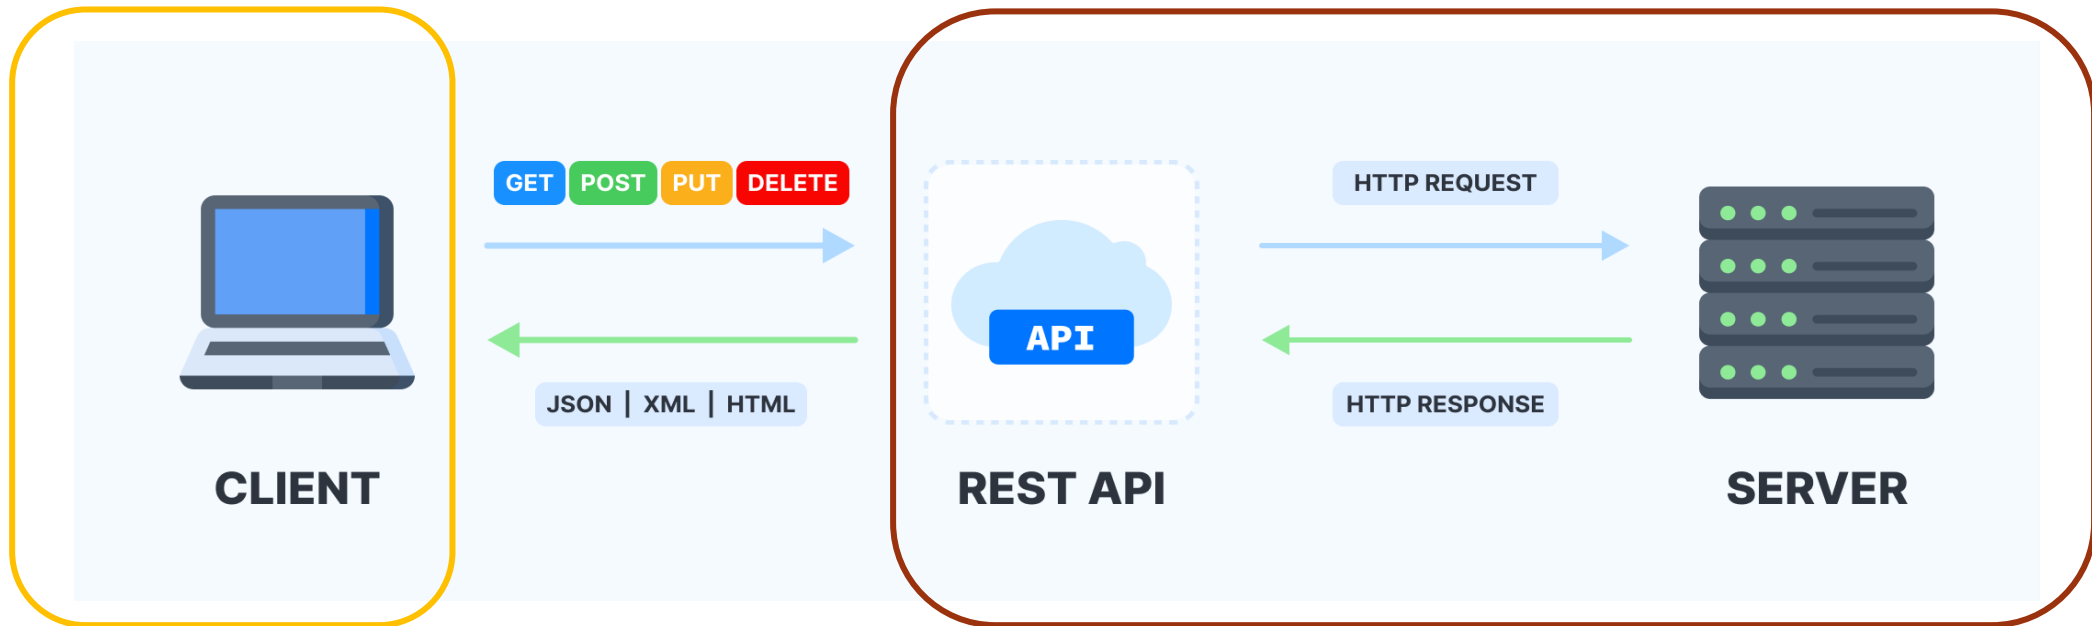 GET POST PUT DELETE
HTTP REQUEST
API
JSON | XML | HTML
HTTP RESPONSE
CLIENT
REST API
SERVER